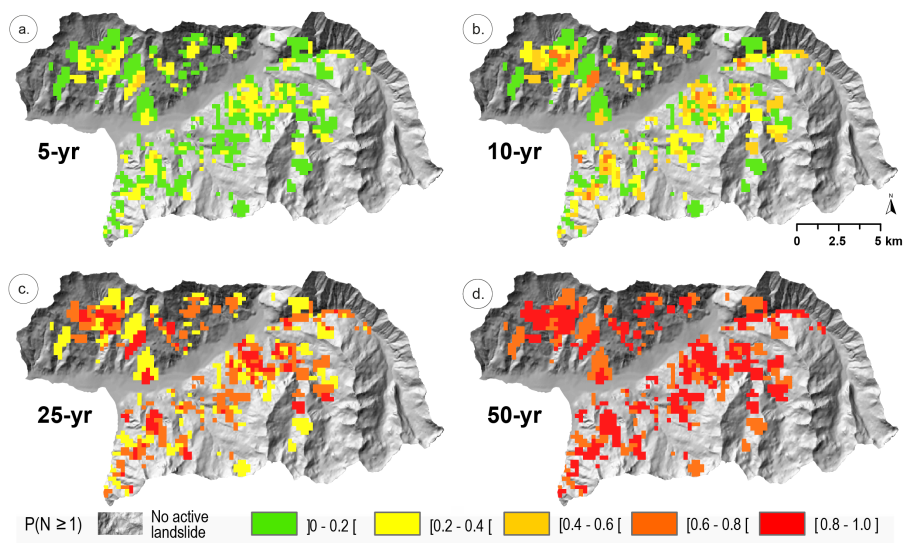 a.
b.
5-yr
10-yr
N
0 2.5 5 km
c.
d.
25-yr
50-yr
P(N ≥ 1)
No active
landslide
]0 - 0.2 [
[0.2 - 0.4 [
[0.4 - 0.6 [
[0.6 - 0.8 [
[0.8 - 1.0 ]